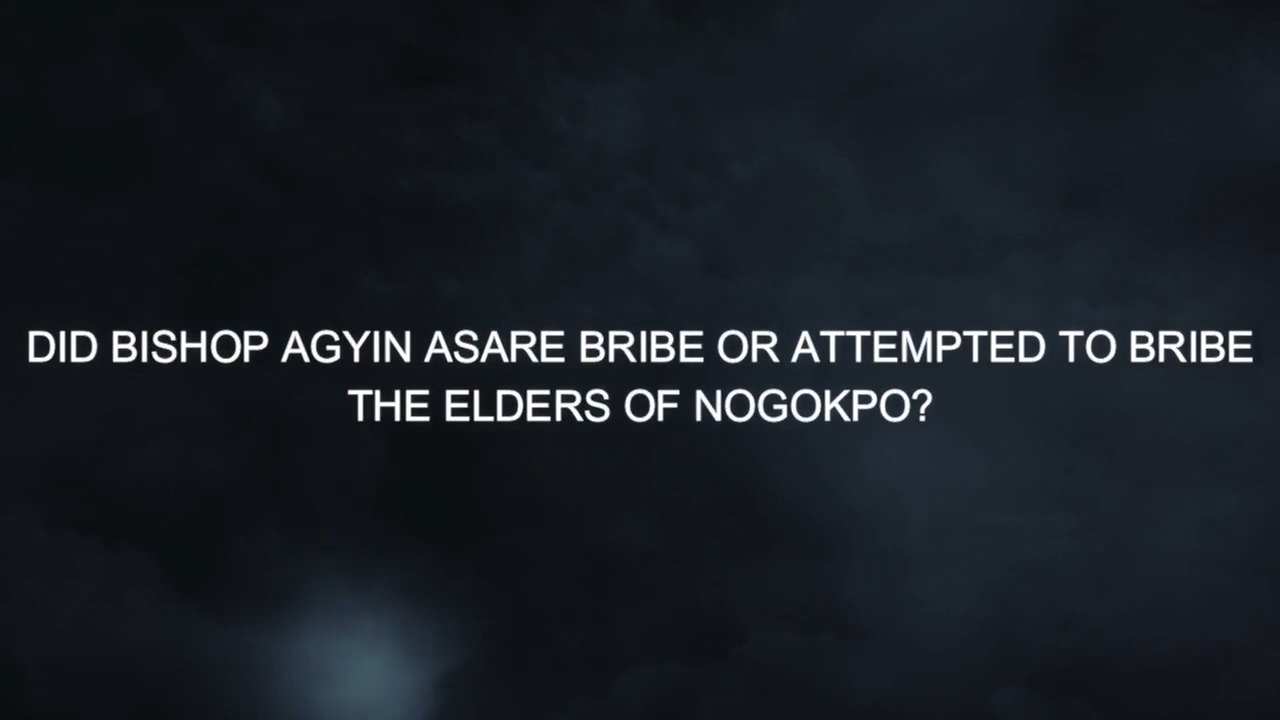 DID BISHOP AGYIN ASARE BRIBE OR ATTEMPTED TO BRIBE
THE ELDERS OF NOGOKPO?